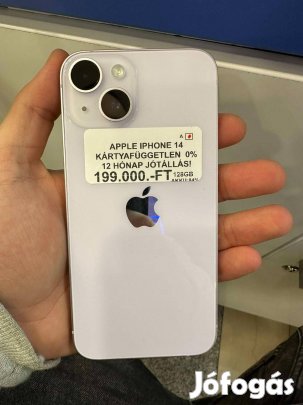 A
APPLE IPHONE 14
KÁRTYAFÜGGETLEN 0%
12 HÓNAP JÓTÁLLÁS!
199.000.-FT 128GB
Jófogás